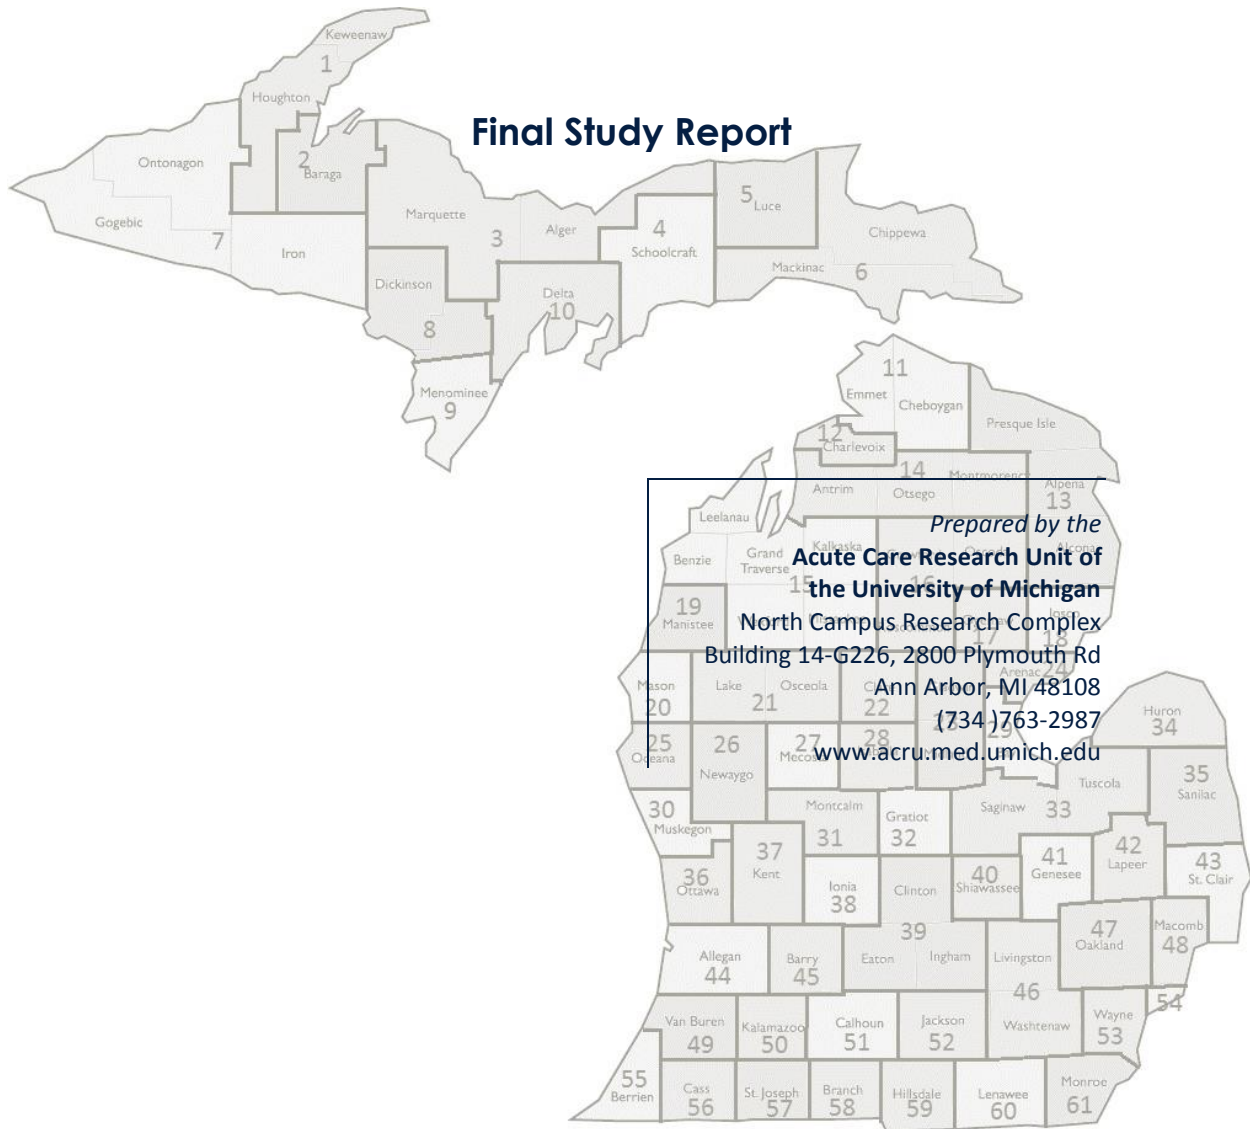 Keweenaw
1
Houghton
Final Study Report
Ontonagon
2
Baraga
5
Luce
Marquette
Gogebic
7
Iron
3
Alger
4
Schoolcraft
Chippewa
Mackinac
6
Dickinson
8
Delta
10
Menominee
9
11
Emmet
Cheboygan
Presque Isle
12
Charlevoix
14
Montmorency
Antrim
Otsego
Alpena
13
Leelanau
Prepared by the
Benzie
Grand
Traverse
Kalkaska
Alcona
Acute Care Research Unit of
15
16
the University of Michigan
19
Manistee
North Campus Research Complex
17
Iosco
18
Building 14-G226, 2800 Plymouth Rd
Arenac
24
Mason
20
Lake
Osceola
21
22
Ann Arbor, MI 48108
(734 )763-2987
www.acru.med.umich.edu
25
Oceana
26
Newaygo
27
Mecosta
28
29
Huron
34
30
Muskegon
Montcalm
31
Gratiot
32
Saginaw
33
Tuscola
35
Sanilac
36
Ottawa
37
Kent
Ionia
38
Clinton
39
40
Shiawassee
41
Genesee
42
Lapeer
43
St. Clair
Allegan
44
Barry
45
Eaton
Ingham
Livingston
46
Washtenaw
47
Oakland
Macomb
48
Van Buren
49
Kalamazoo
50
Calhoun
51
Jackson
52
Wayne
53
54
55
Berrien
Cass
56
St. Joseph
57
Branch
58
Hillsdale
59
Lenawee
60
Monroe
61